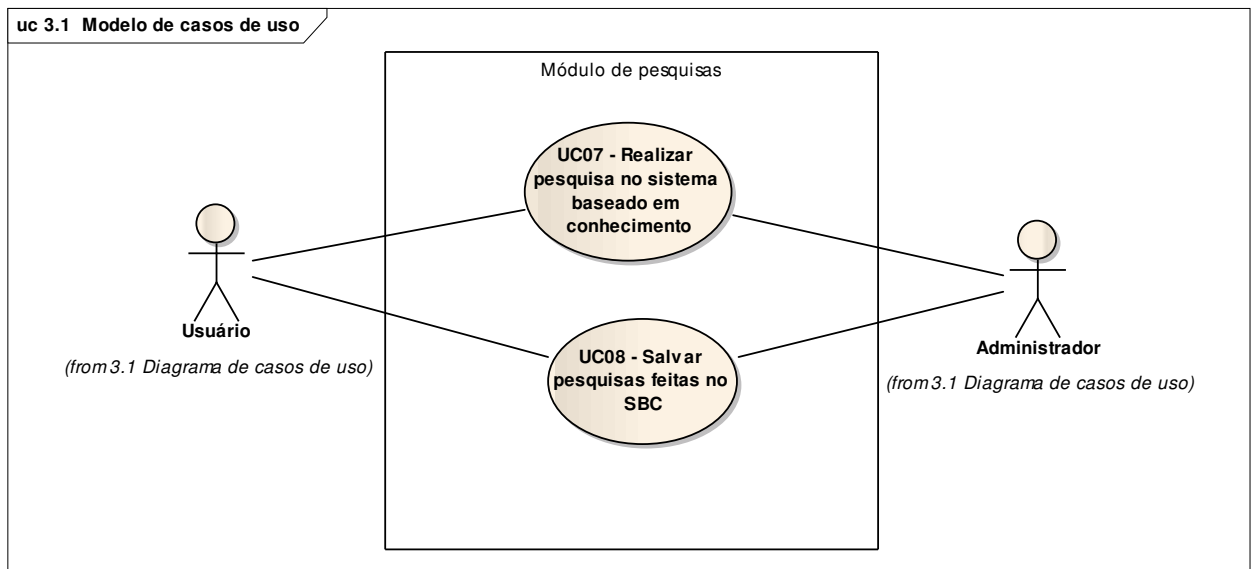 uc 3.1 Modelo de casos de uso
Módulo de pesquisas
UC07 - Realizar
pesquisa no sistema
baseado em
conhecimento
Usuário
(from 3.1 Diagrama de casos de uso)
UC08 - Salvar
pesquisas feitas no
SBC
Administrador
(from 3.1 Diagrama de casos de uso)